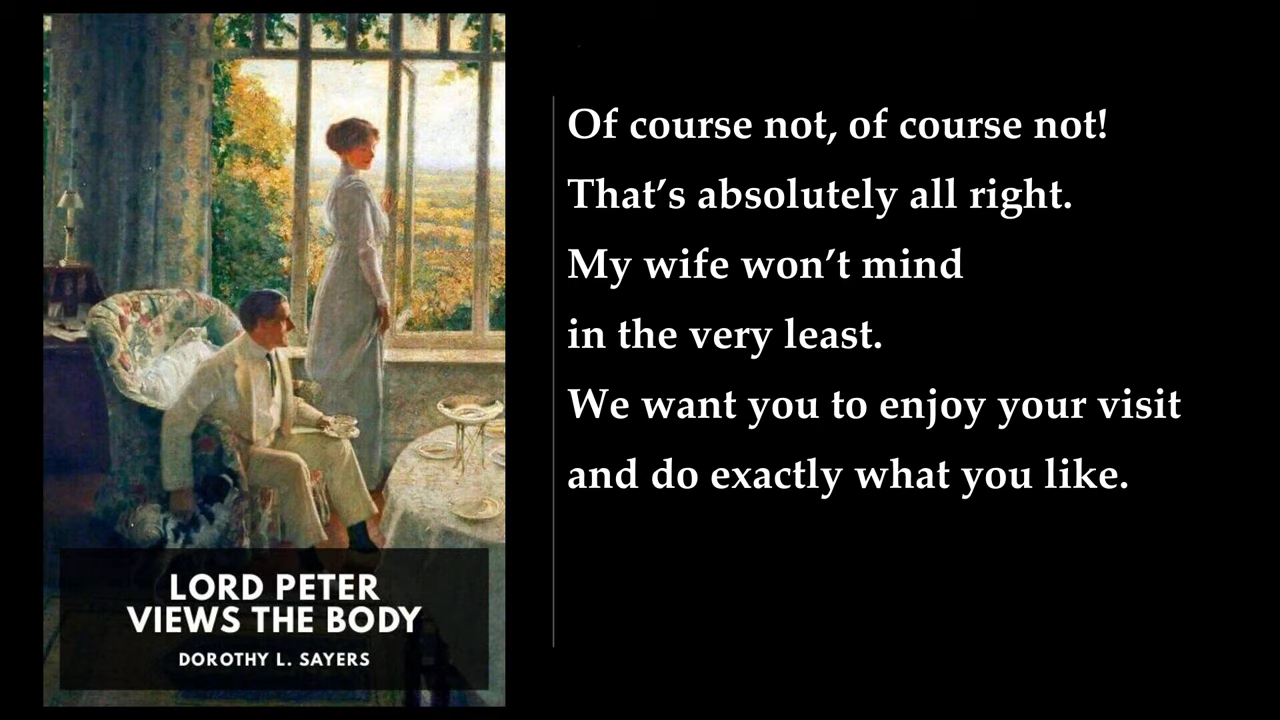 LORD PETER
VIEWS THE BODY
DOROTHY L. SAYERS
Of course not, of course not!
That’s absolutely all right.
My wife won’t mind
in the very least.
We want you to enjoy your visit
and do exactly what you like.